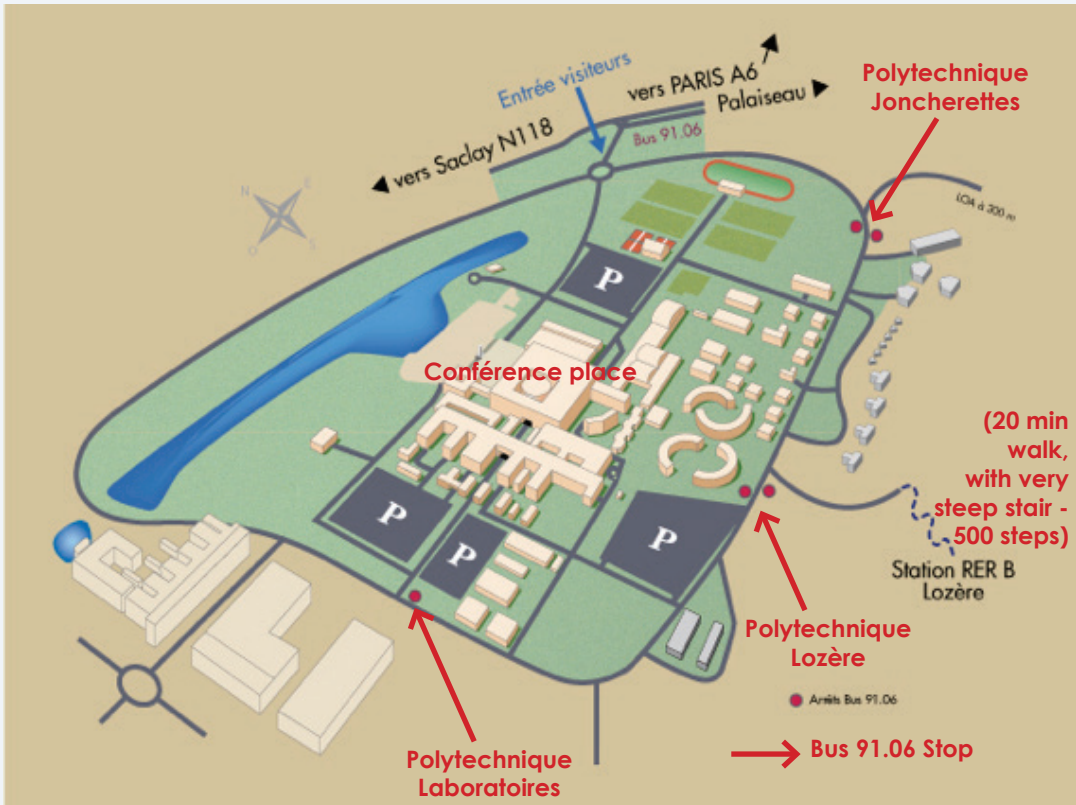 vers PARIS A6
Entrée visiteurs
Palaiseau
Polytechnique
Joncherettes
Bus 91.06
vers Saclay N118
N
E
O
S
LOA à 300 m
P
Conférence place
(20 min
walk,
with very
steep stair -
500 steps)
P
P
P
Station RER B
Lozère
Polytechnique
Lozère
Arrêts Bus 91.06
Bus 91.06 Stop
Polytechnique
Laboratoires